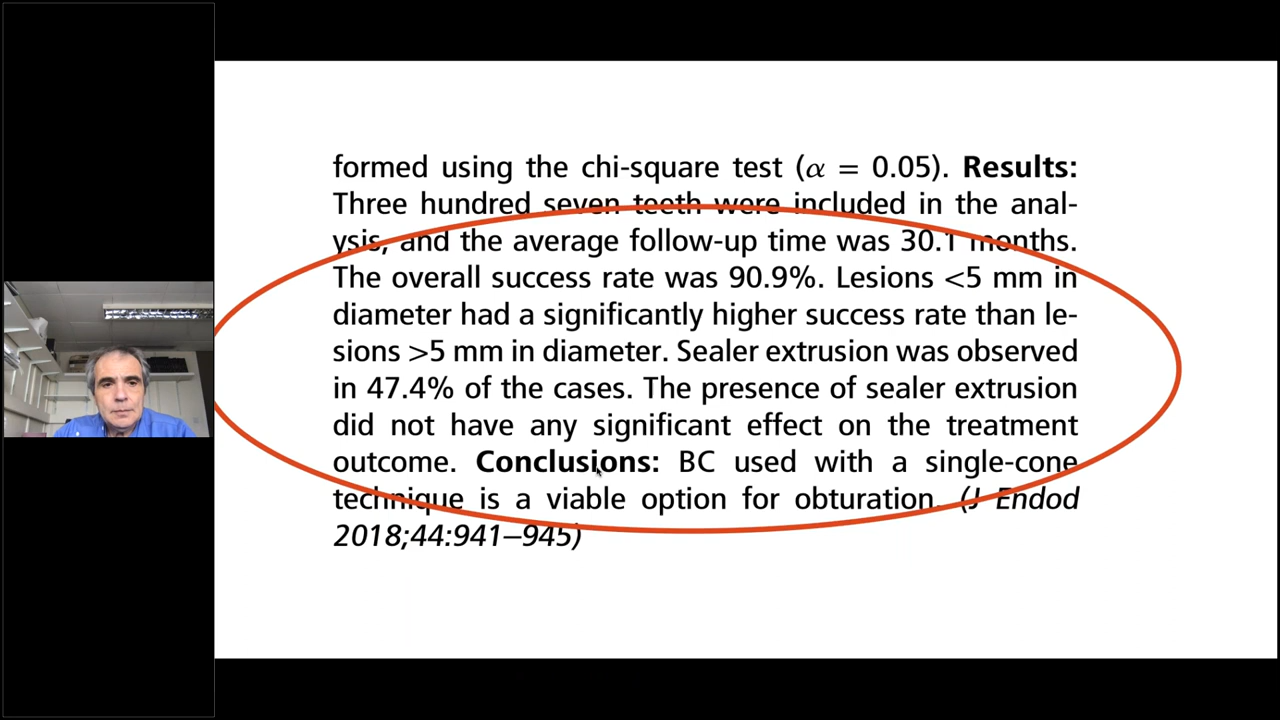 formed using the chi-square test (α = 0.05). Results:
Three hundred seven teeth were included in the anal-
ysis, and the average follow-up time was 30.1 months.
The overall success rate was 90.9%. Lesions <5 mm in
diameter had a significantly higher success rate than le-
sions >5 mm in diameter. Sealer extrusion was observed
in 47.4% of the cases. The presence of sealer extrusion
did not have any significant effect on the treatment
outcome. Conclusions: BC used with a single-cone
technique is a viable option for obturation. (J Endod
2018;44:941–945)